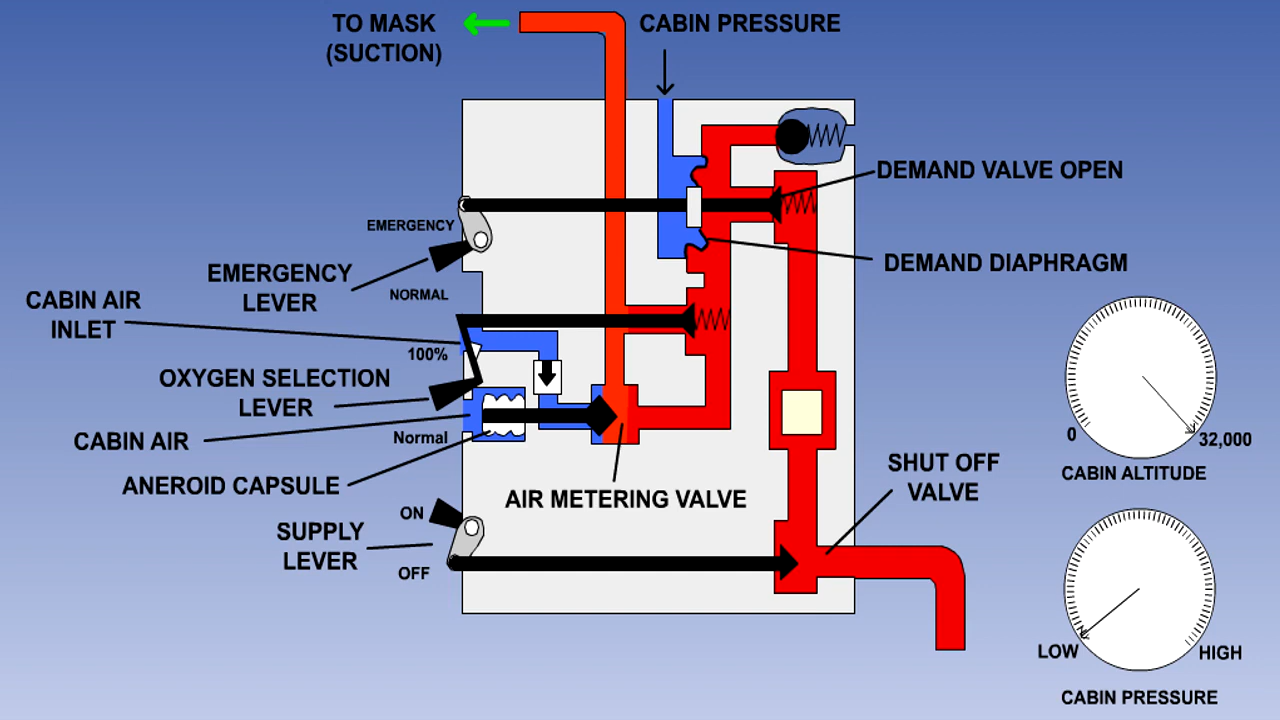 TO MASK
(SUCTION)
CABIN PRESSURE
DEMAND VALVE OPEN
EMERGENCY
EMERGENCY
LEVER
DEMAND DIAPHRAGM
NORMAL
CABIN AIR
INLET
100%
OXYGEN SELECTION
LEVER
0
32,000
CABIN ALTITUDE
Normal
CABIN AIR
ANEROID CAPSULE
AIR METERING VALVE
SHUT OFF
VALVE
ON
SUPPLY
LEVER
OFF
LOW
HIGH
CABIN PRESSURE